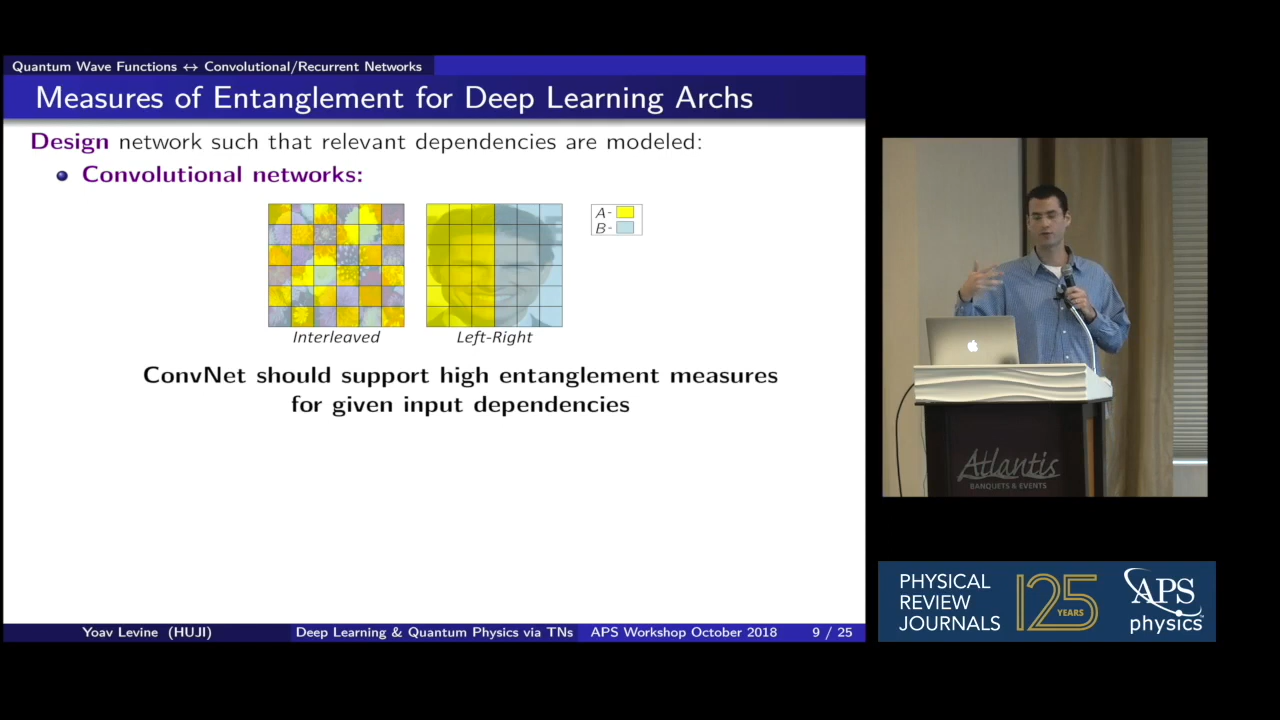 Quantum Wave Functions ↔ Convolutional/Recurrent Networks
Measures of Entanglement for Deep Learning Archs
Design network such that relevant dependencies are modeled:
Convolutional networks:
A-
B-
Interleaved
Left-Right
ConvNet should support high entanglement measures
for given input dependencies
Yoav Levine (HUJI)
Deep Learning & Quantum Physics via TNs
APS Workshop October 2018
9 / 25
Atlantis
BANQUETS & EVENTS
PHYSICAL
REVIEW
JOURNALS
125
YEARS
APS
physics